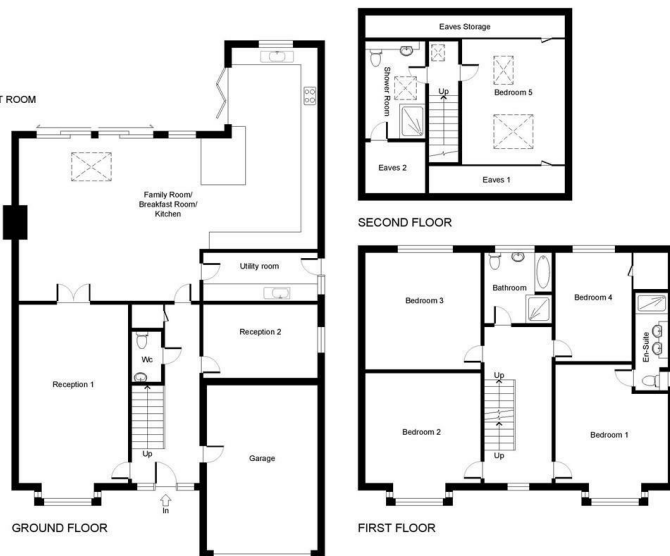 T ROOM
Family Room/
Breakfast Room/
Kitchen
Utility room
Reception 2
Wc
Reception 1
Up
Garage
In
GROUND FLOOR
Eaves Storage
Shower Room
Up
Bedroom 5
Eaves 2
Eaves 1
SECOND FLOOR
Bedroom 3
Bathroom
Bedroom 4
En-Suite
Up
Bedroom 2
Bedroom 1
Up
FIRST FLOOR